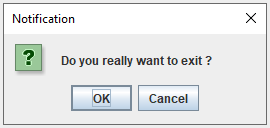 Notification
?
Do you really want to exit ?
OK
Cancel